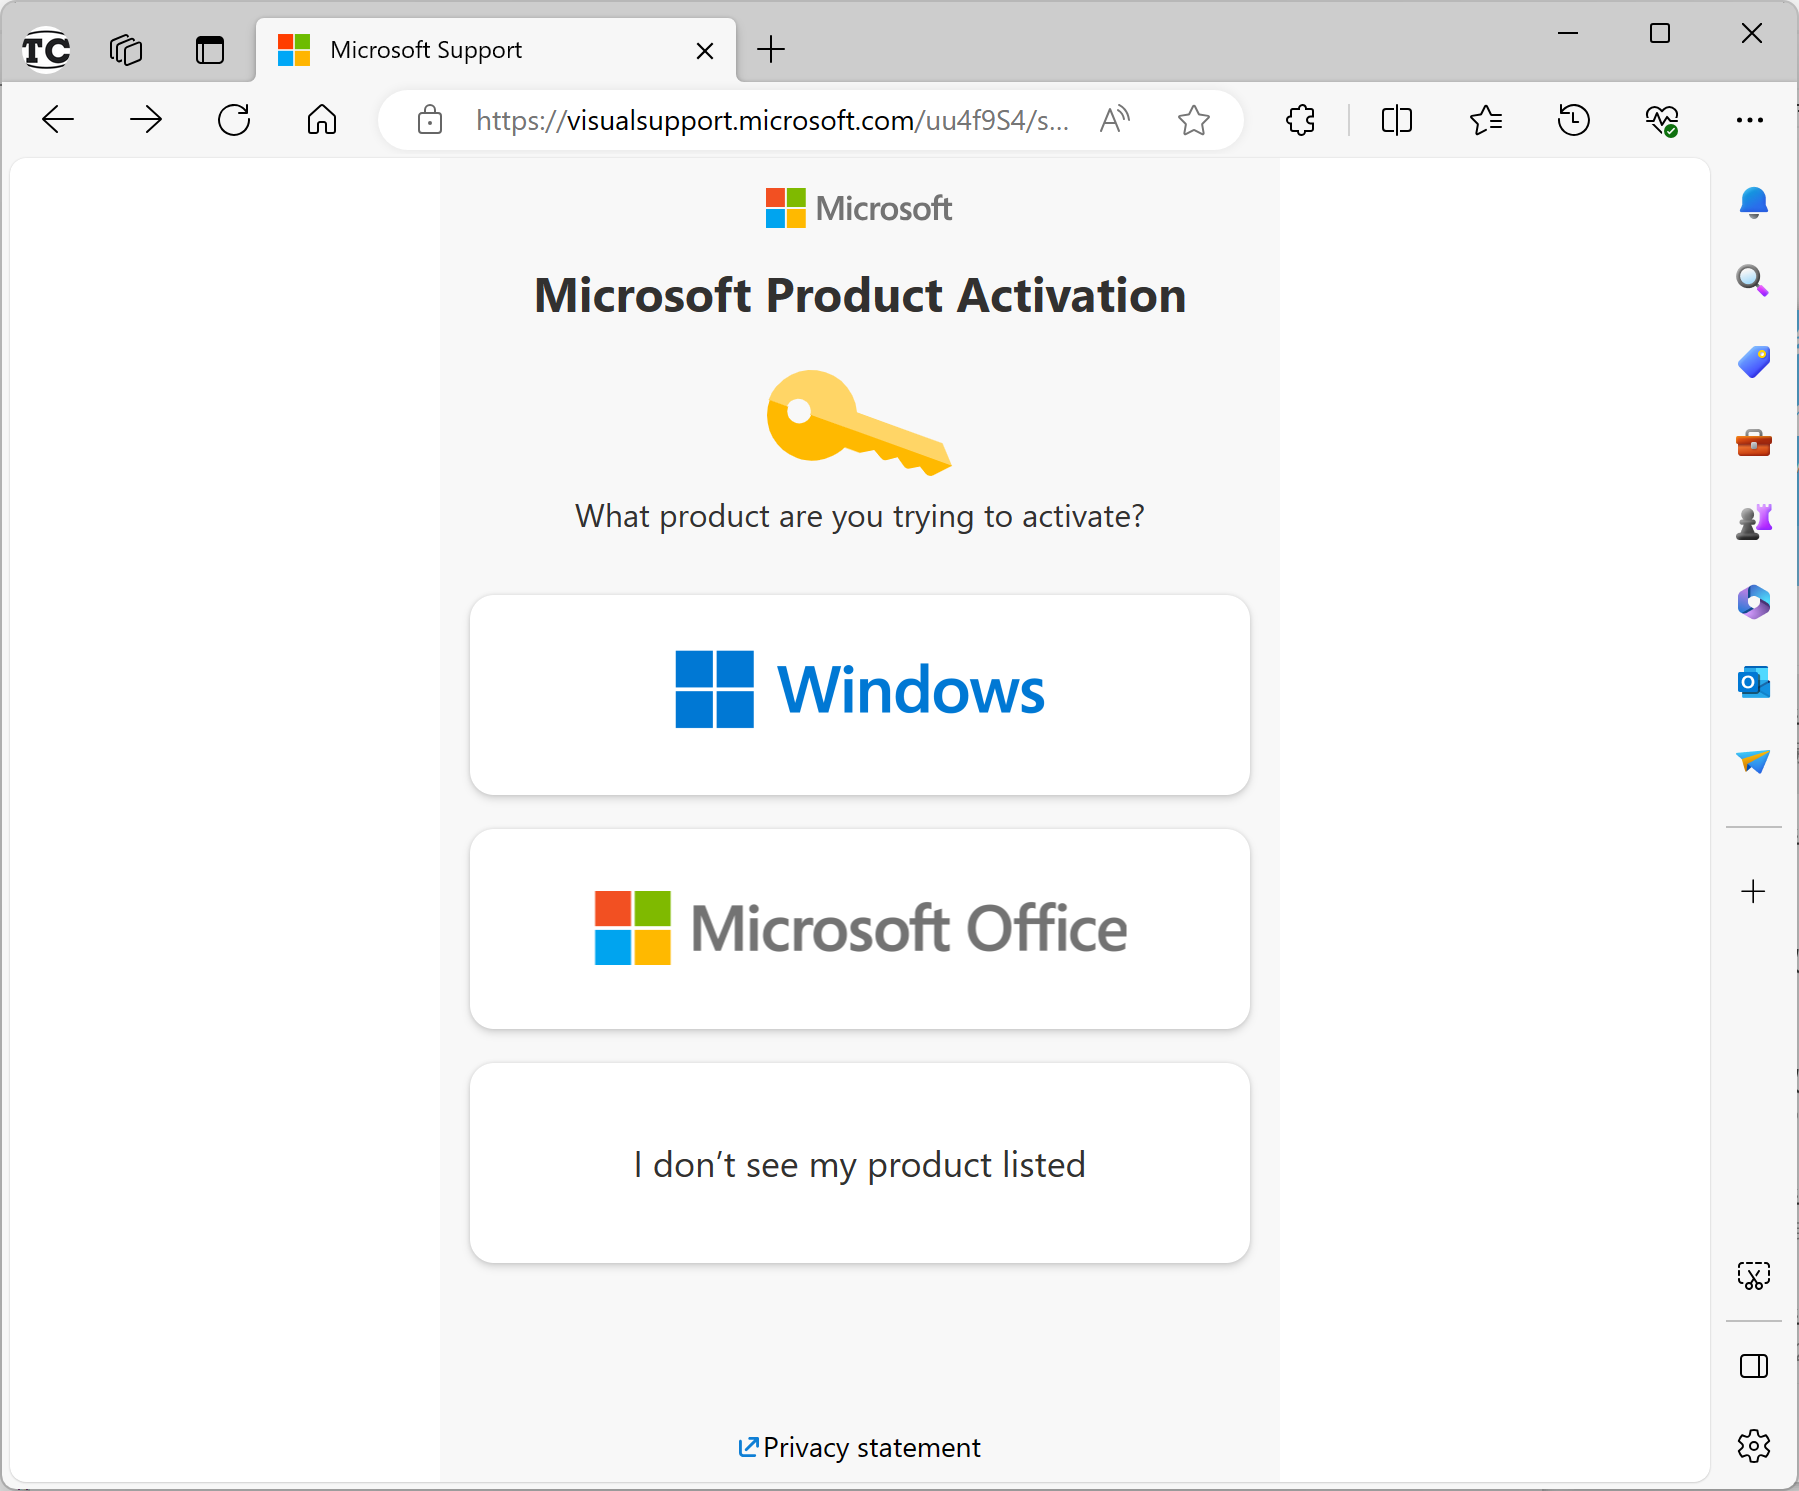 TC
Microsoft Support
https://visualsupport.microsoft.com/uu4f9S4/s...
Microsoft
Microsoft Product Activation
What product are you trying to activate?
Windows
Microsoft Office
I don’t see my product listed
Privacy statement